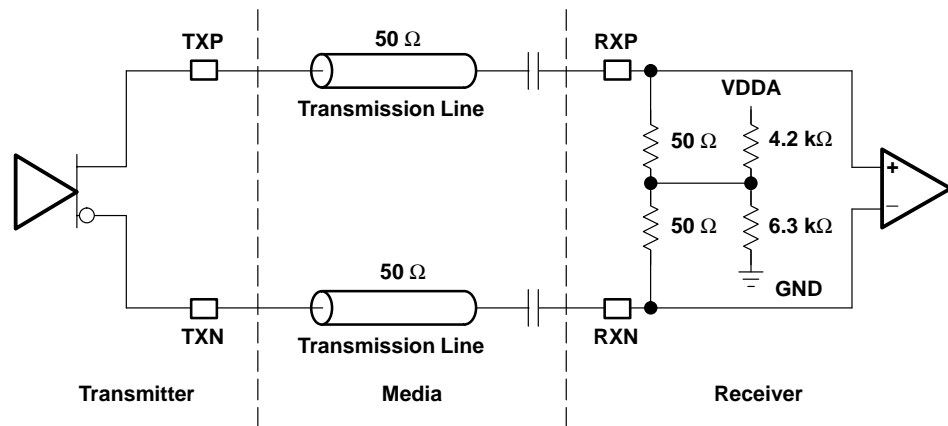 50 Ω
TXP
RXP
Transmission Line
VDDA
50 Ω
4.2 kΩ
+
−
50 Ω
6.3 kΩ
50 Ω
GND
TXN
Transmission Line
RXN
Transmitter
Media
Receiver